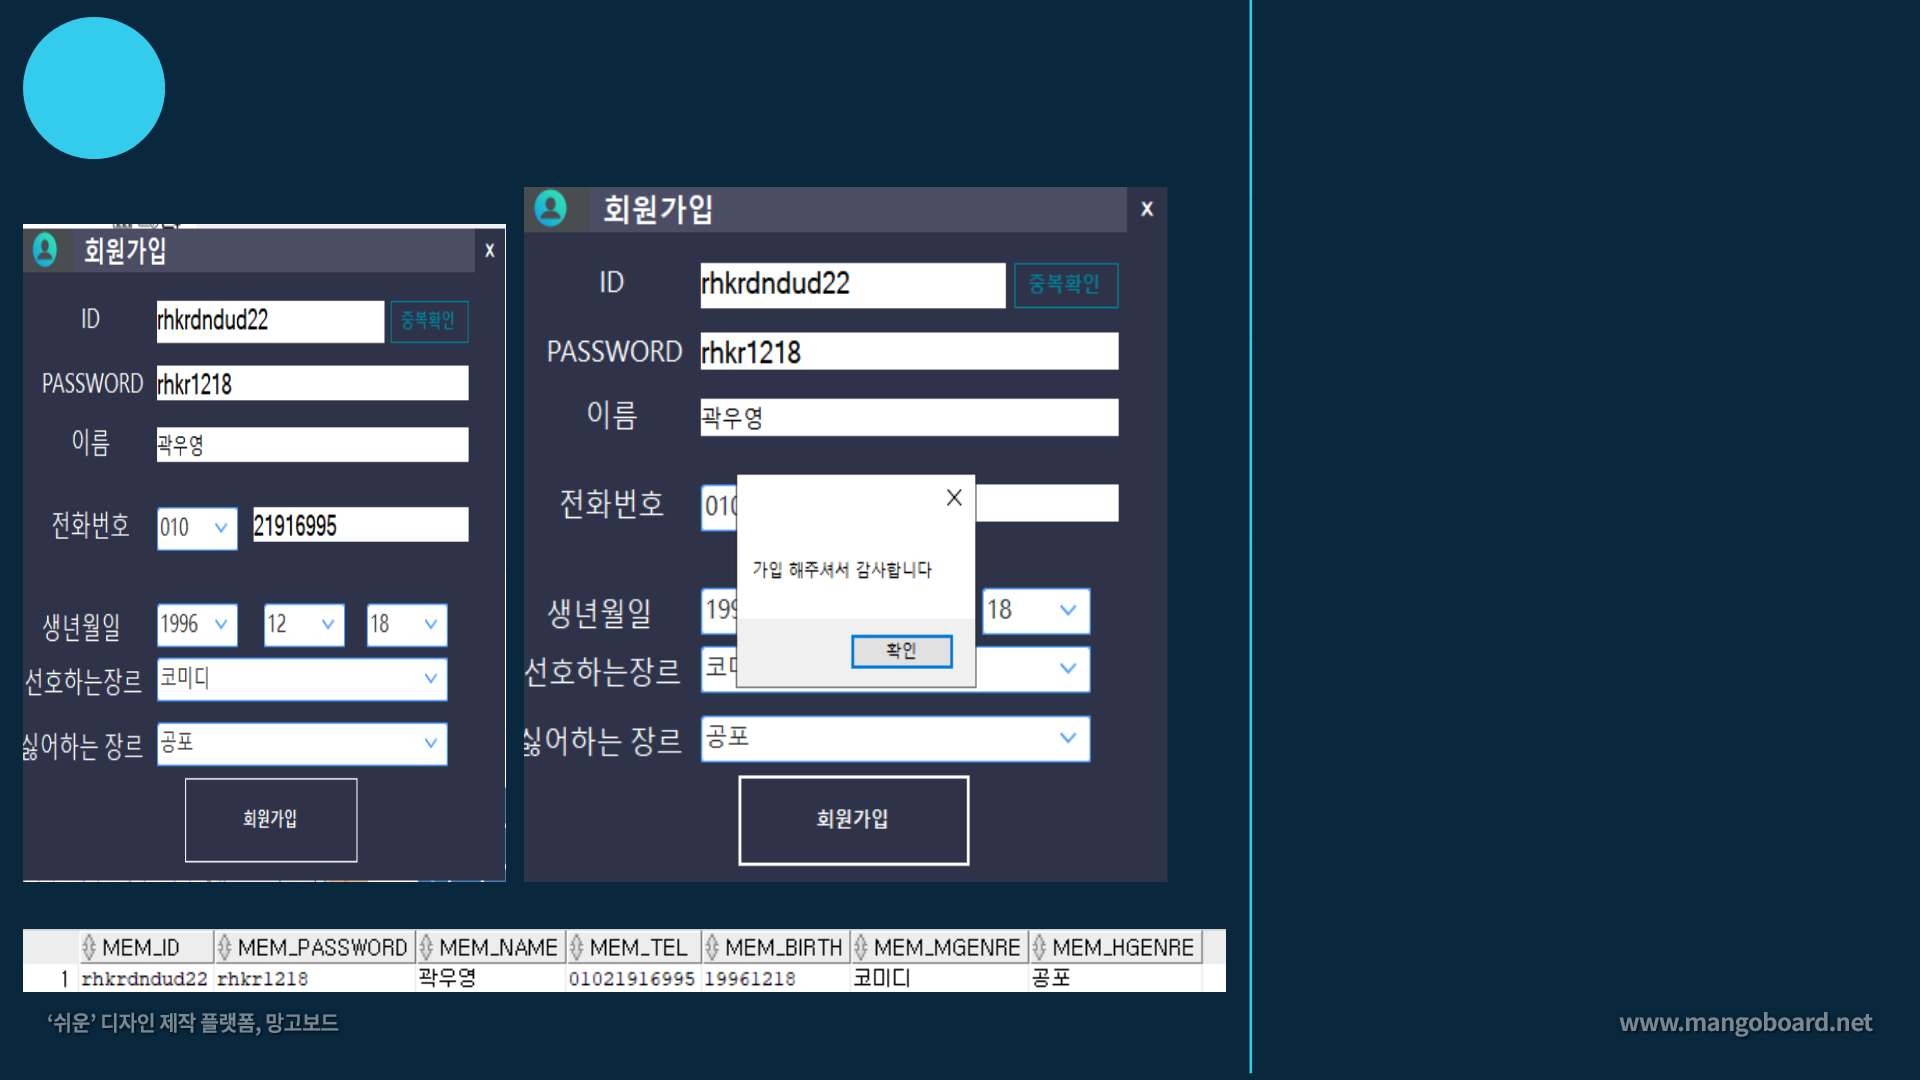 회원가입 X
ID rhkrdndud22 중복확인
PASSWORD rhkr1218
이름 곽우영
전화번호 010 21916995
생년월일 1996 12 18
선호하는장르 코미디
싫어하는 장르 공포
회원가입
회원가입 X
ID rhkrdndud22 중복확인
PASSWORD rhkr1218
이름 곽우영
전화번호 010
가입 해주셔서 감사합니다
확인
생년월일 199 18
선호하는장르 코미
싫어하는 장르 공포
회원가입
MEM_ID MEM_PASSWORD MEM_NAME MEM_TEL MEM_BIRTH MEM_MGENRE MEM_HGENRE
1 rhkrdndud22 rhkr1218 곽우영 01021916995 19961218 코미디 공포
‘쉬운’ 디자인 제작 플랫폼, 망고보드
www.mangoboard.net